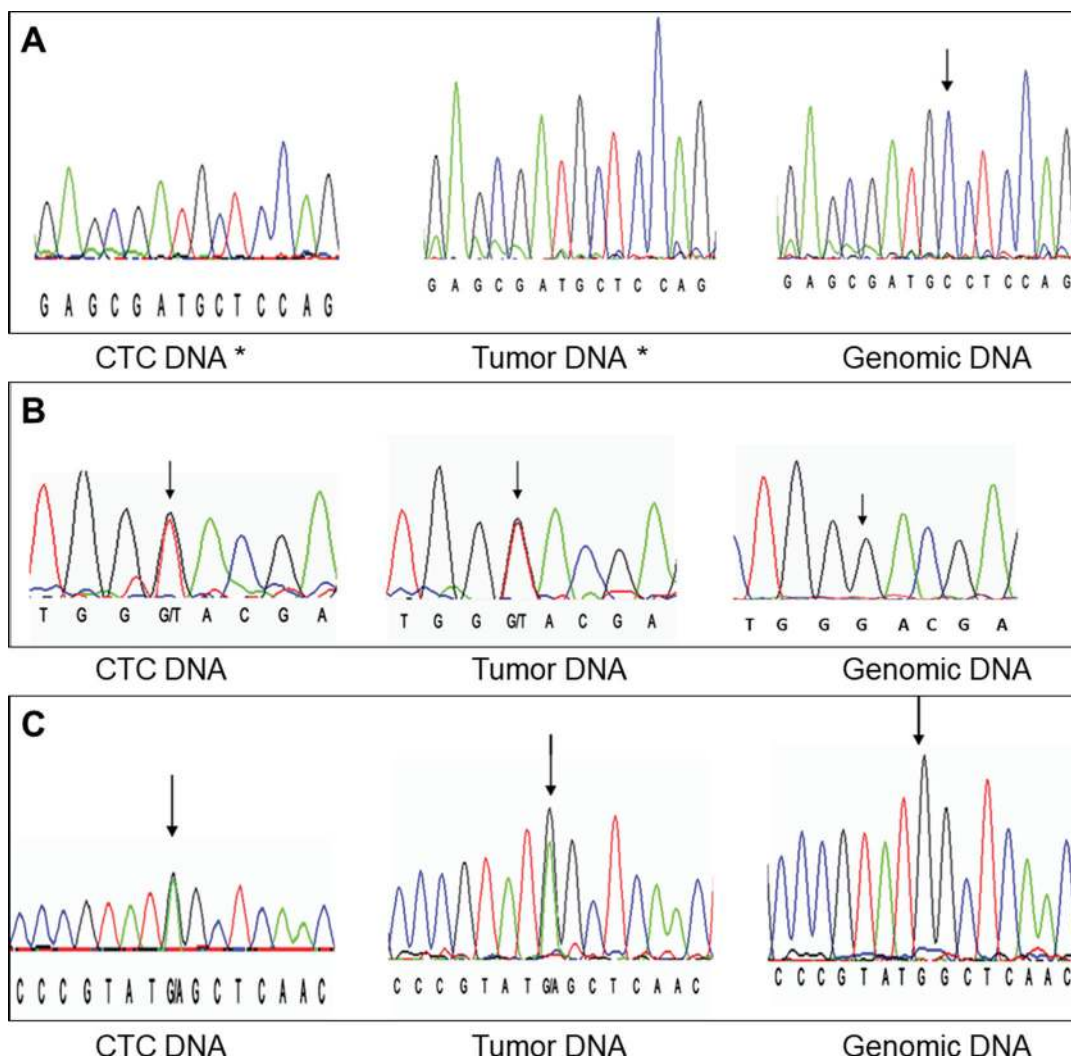 A
G A G C G A T G C T C C A G
G A G C G A T G C T C C A G
G A G C G A T G C C T C C A G
CTC DNA *
Tumor DNA *
Genomic DNA
B
T G G G/T A C G A
T G G G/T A C G A
T G G G A C G A
CTC DNA
Tumor DNA
Genomic DNA
C
C C C G T A T G/A G C T C A A C
C C C G T A T G/A G C T C A A C
C C C G T A T G G C T C A A C
CTC DNA
Tumor DNA
Genomic DNA